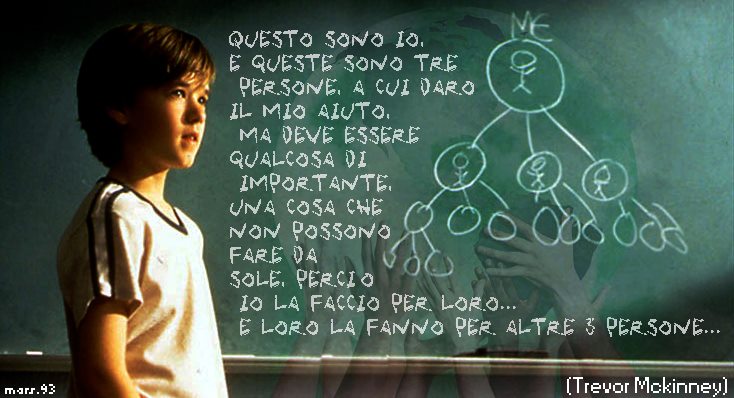 ME
QUESTO SONO IO.
E QUESTE SONO TRE
PERSONE. A CUI DARO
IL MIO AIUTO.
MA DEVE ESSERE
QUALCOSA DI
IMPORTANTE.
UNA COSA CHE
NON POSSONO
FARE DA
SOLE. PERCIO
IO LA FACCIO PER LORO...
E LORO LA FANNO PER ALTRE 3 PERSONE...
mars.93
(Trevor Mckinney)